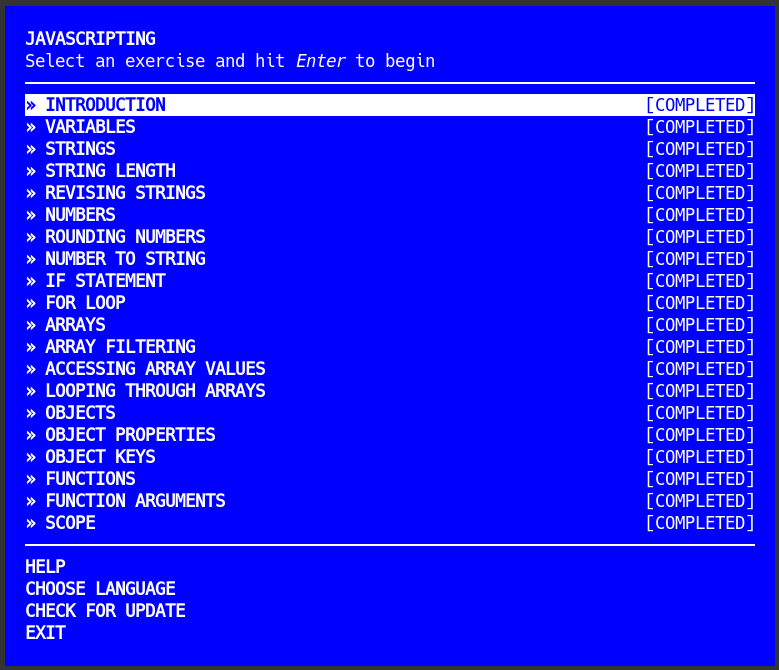 JAVASCRIPTING
Select an exercise and hit Enter to begin
» INTRODUCTION [COMPLETED]
» VARIABLES [COMPLETED]
» STRINGS [COMPLETED]
» STRING LENGTH [COMPLETED]
» REVISING STRINGS [COMPLETED]
» NUMBERS [COMPLETED]
» ROUNDING NUMBERS [COMPLETED]
» NUMBER TO STRING [COMPLETED]
» IF STATEMENT [COMPLETED]
» FOR LOOP [COMPLETED]
» ARRAYS [COMPLETED]
» ARRAY FILTERING [COMPLETED]
» ACCESSING ARRAY VALUES [COMPLETED]
» LOOPING THROUGH ARRAYS [COMPLETED]
» OBJECTS [COMPLETED]
» OBJECT PROPERTIES [COMPLETED]
» OBJECT KEYS [COMPLETED]
» FUNCTIONS [COMPLETED]
» FUNCTION ARGUMENTS [COMPLETED]
» SCOPE [COMPLETED]
HELP
CHOOSE LANGUAGE
CHECK FOR UPDATE
EXIT